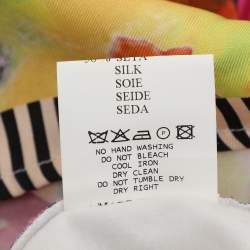 SETA
SILK
SOIE
SEIDE
SEDA
P
NO HAND WASHING
DO NOT BLEACH
COOL IRON
DRY CLEAN
DO NOT TUMBLE DRY
DRY RIGHT